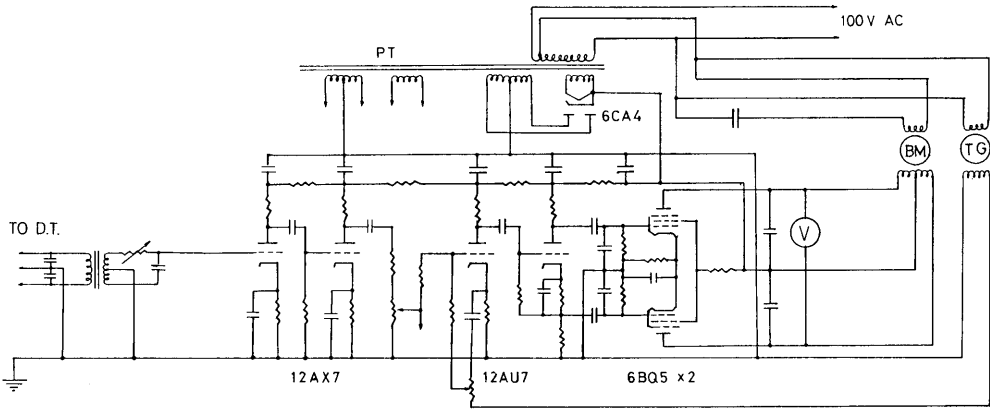 100V AC
PT
6CA4
BM
TG
TO D.T.
V
12AX7
12AU7
6BQ5 ×2